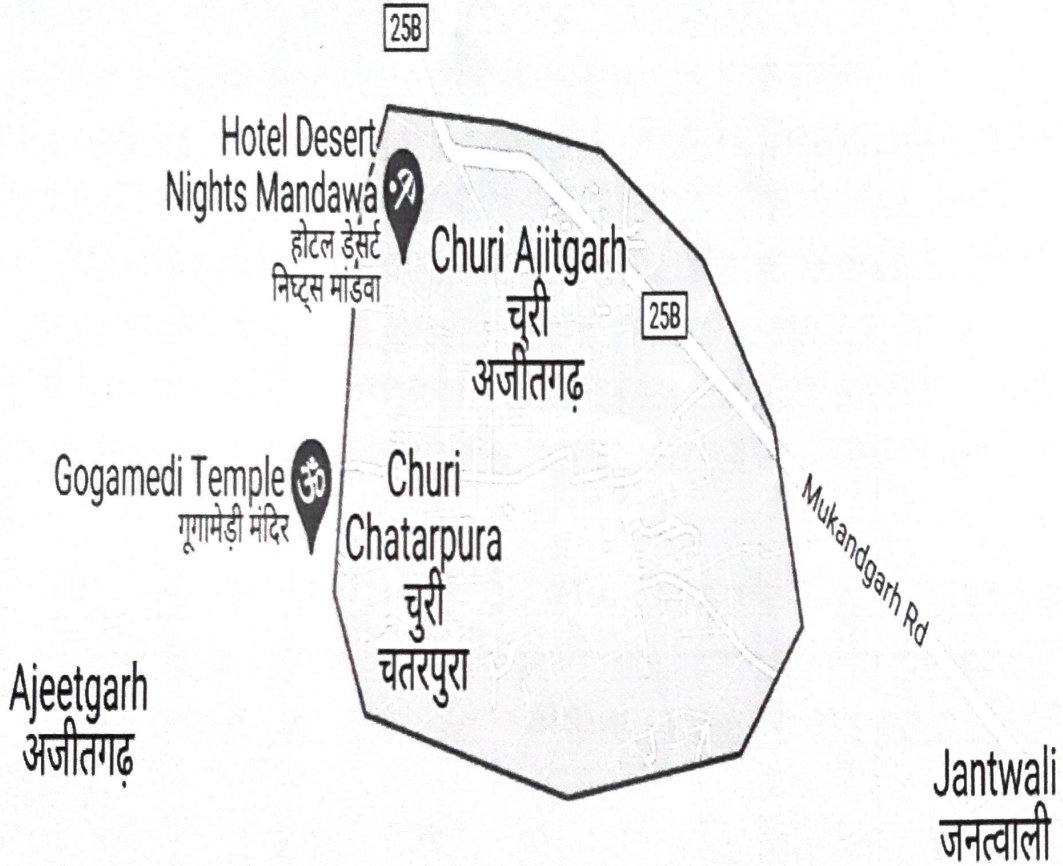 25B
Hotel Desert
Nights Mandawa
होटल डेसर्ट
निघ्ट्स मांडवा
Churi Ajitgarh
चुरी
अजीतगढ़
25B
Gogamedi Temple
गूगामेड़ी मंदिर
Churi
Chatarpura
चुरी
चतरपुरा
Mukandgarh Rd
Ajeetgarh
अजीतगढ़
Jantwali
जनत्वाली